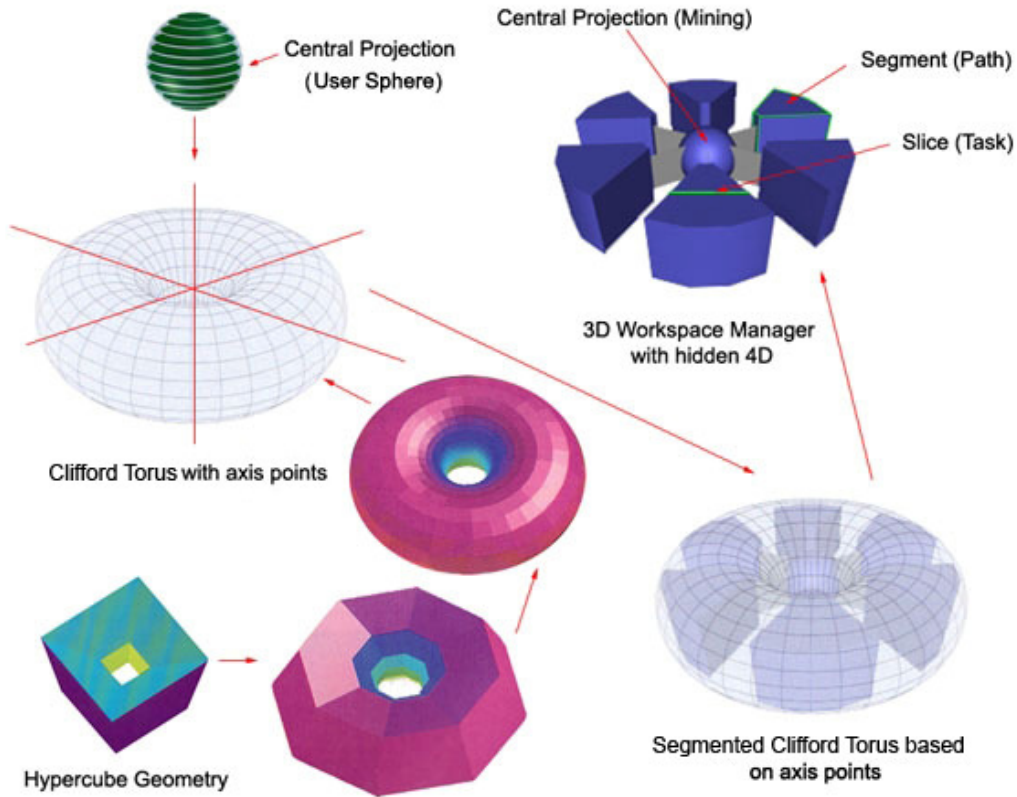 Central Projection
(User Sphere)
Central Projection (Mining)
Segment (Path)
Slice (Task)
3D Workspace Manager
with hidden 4D
Clifford Torus with axis points
Hypercube Geometry
Segmented Clifford Torus based
on axis points